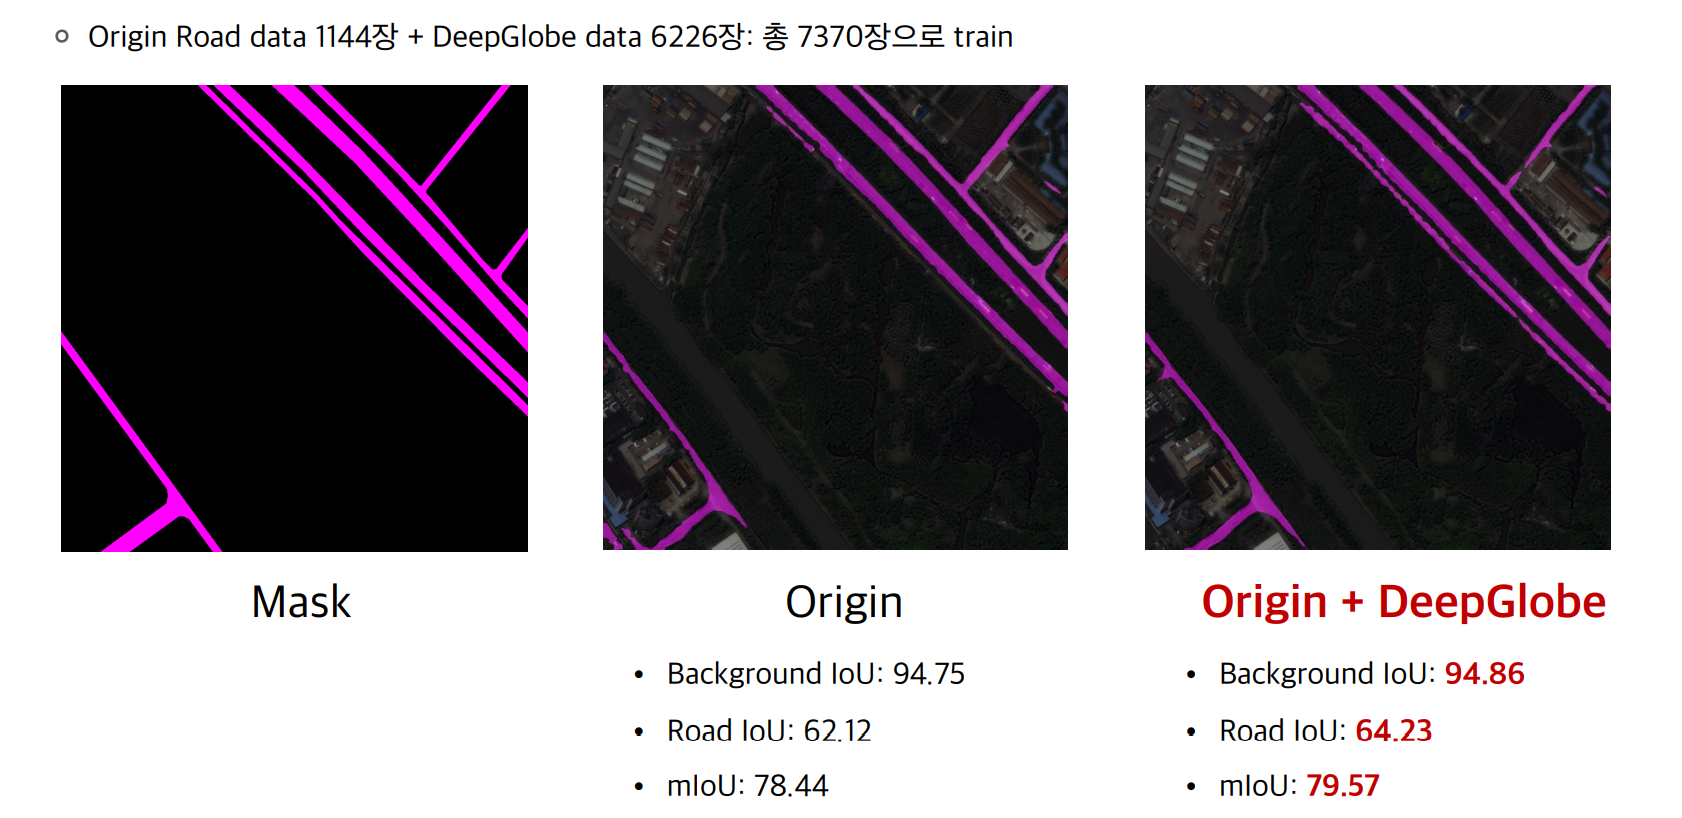 Origin Road data 1144장 + DeepGlobe data 6226장: 총 7370장으로 train
Mask
Origin
Origin + DeepGlobe
• Background IoU: 94.75
• Road IoU: 62.12
• mIoU: 78.44
• Background IoU: 94.86
• Road IoU: 64.23
• mIoU: 79.57